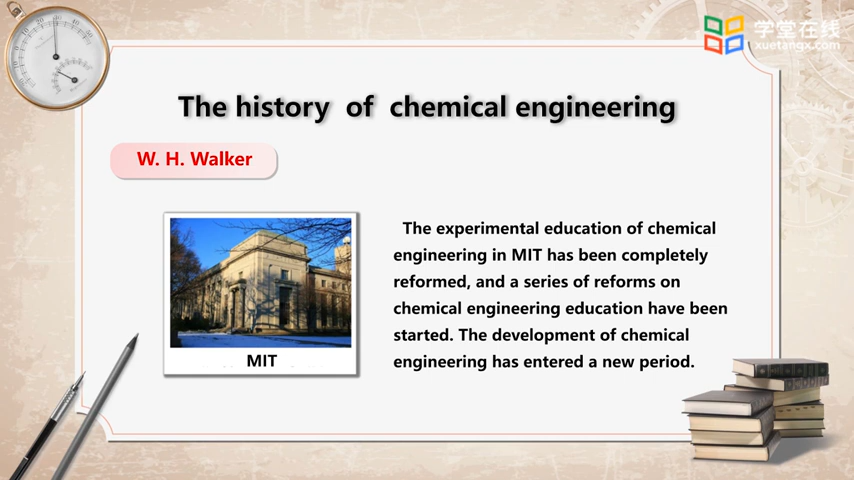 学堂在线
xuetangx.com
The history of chemical engineering
W. H. Walker
The experimental education of chemical
engineering in MIT has been completely
reformed, and a series of reforms on
chemical engineering education have been
started. The development of chemical
engineering has entered a new period.
MIT